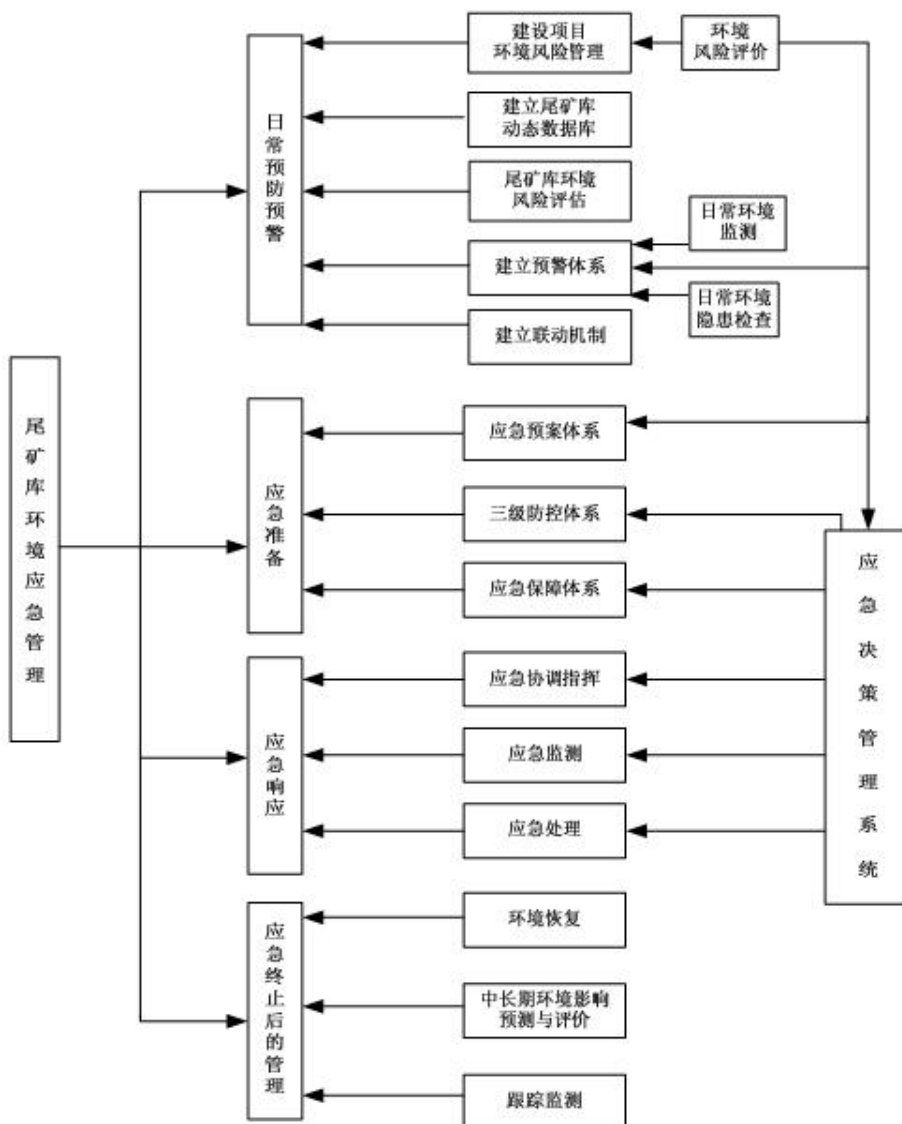 尾矿库环境应急管理
日常预防预警
建设项目
环境风险管理
环境
风险评价
建立尾矿库
动态数据库
尾矿库环境
风险评估
日常环境
监测
建立预警体系
日常环境
隐患检查
建立联动机制
应急准备
应急预案体系
三级防控体系
应急保障体系
应急响应
应急协调指挥
应急监测
应急处理
应急决策管理系统
应急终止后的管理
环境恢复
中长期环境影响
预测与评价
跟踪监测